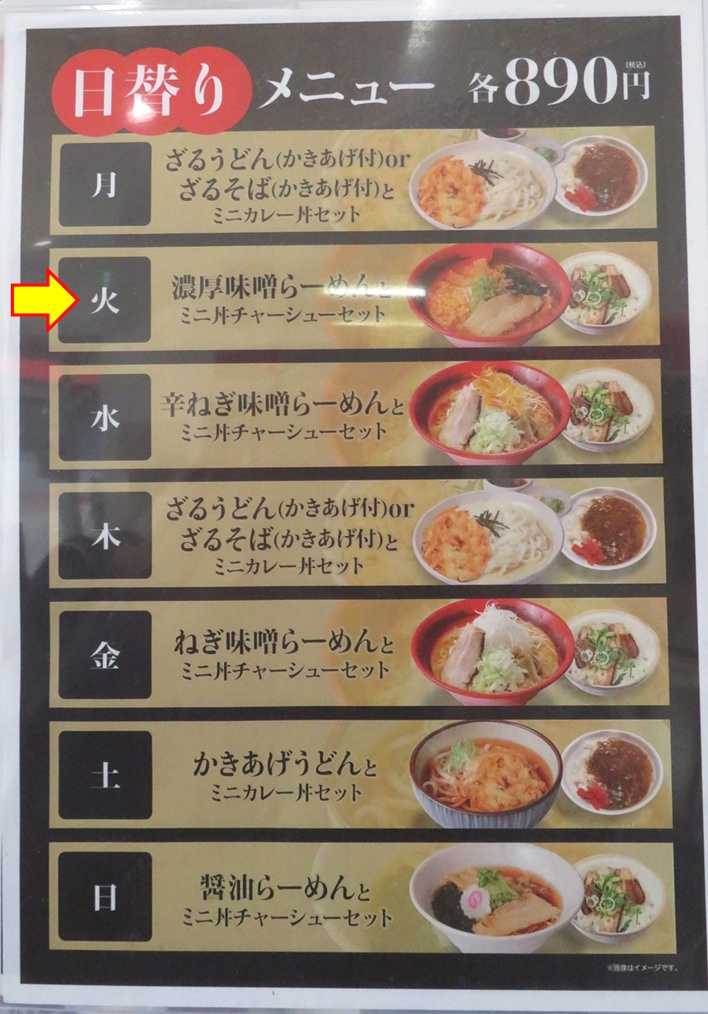 日替り メニュー 各890円(税込)
月
ざるうどん(かきあげ付)or
ざるそば(かきあげ付)と
ミニカレー丼セット
火
濃厚味噌らーめんと
ミニ丼チャーシューセット
水
辛ねぎ味噌らーめんと
ミニ丼チャーシューセット
木
ざるうどん(かきあげ付)or
ざるそば(かきあげ付)と
ミニカレー丼セット
金
ねぎ味噌らーめんと
ミニ丼チャーシューセット
土
かきあげうどんと
ミニカレー丼セット
日
醤油らーめんと
ミニ丼チャーシューセット
※画像はイメージです。